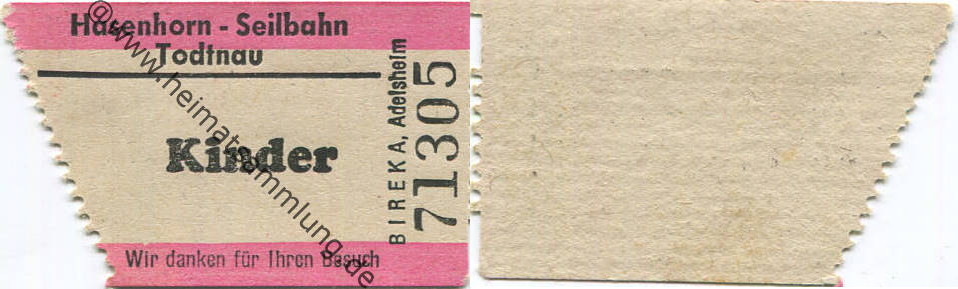 Hasenhorn - Seilbahn
Todtnau
Kinder
Wir danken für Ihren Besuch
BIREKA, Adelsheim
71305
@www.heimatsammlung.de